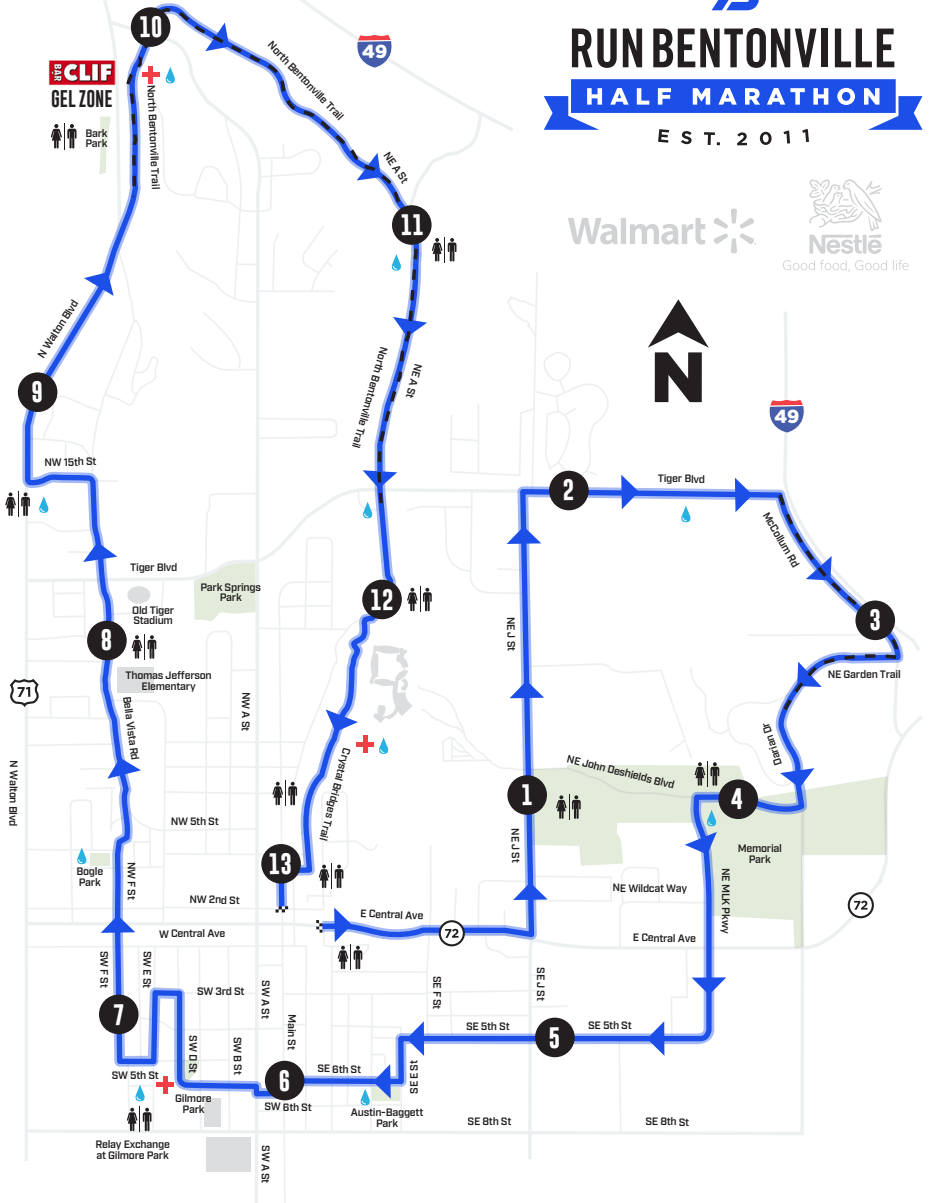 RUN BENTONVILLE
HALF MARATHON
EST. 2011
Walmart
Nestlé
Good food, Good life
N
10
49
BAR
CLIF
GEL ZONE
Bark
Park
North Bentonville Trail
North Bentonville Trail
NE A St
11
N Walton Blvd
9
North Bentonville Trail
NE A St
49
NW 15th St
2
Tiger Blvd
McCollum Rd
Tiger Blvd
Park Springs
Park
Old Tiger
Stadium
12
3
8
NE J St
NE Garden Trail
Thomas Jefferson
Elementary
71
Bella Vista Rd
NW A St
Darian Dr
N Walton Blvd
Crystal Bridges Trail
NE John Deshields Blvd
1
4
NW 5th St
NE J St
Memorial
Park
Bogle
Park
NW F St
13
NE MLK Pkwy
NW 2nd St
NE Wildcat Way
72
W Central Ave
E Central Ave
72
E Central Ave
SW F St
SW E St
SW 3rd St
SW A St
SE F St
SE J St
7
Main St
SE 5th St
5
SE 5th St
SW D St
SW B St
SW 5th St
6
SE 6th St
SE E St
SW 6th St
Gilmore
Park
Austin-Baggett
Park
SE 8th St
SE 8th St
Relay Exchange
at Gilmore Park
SW A St